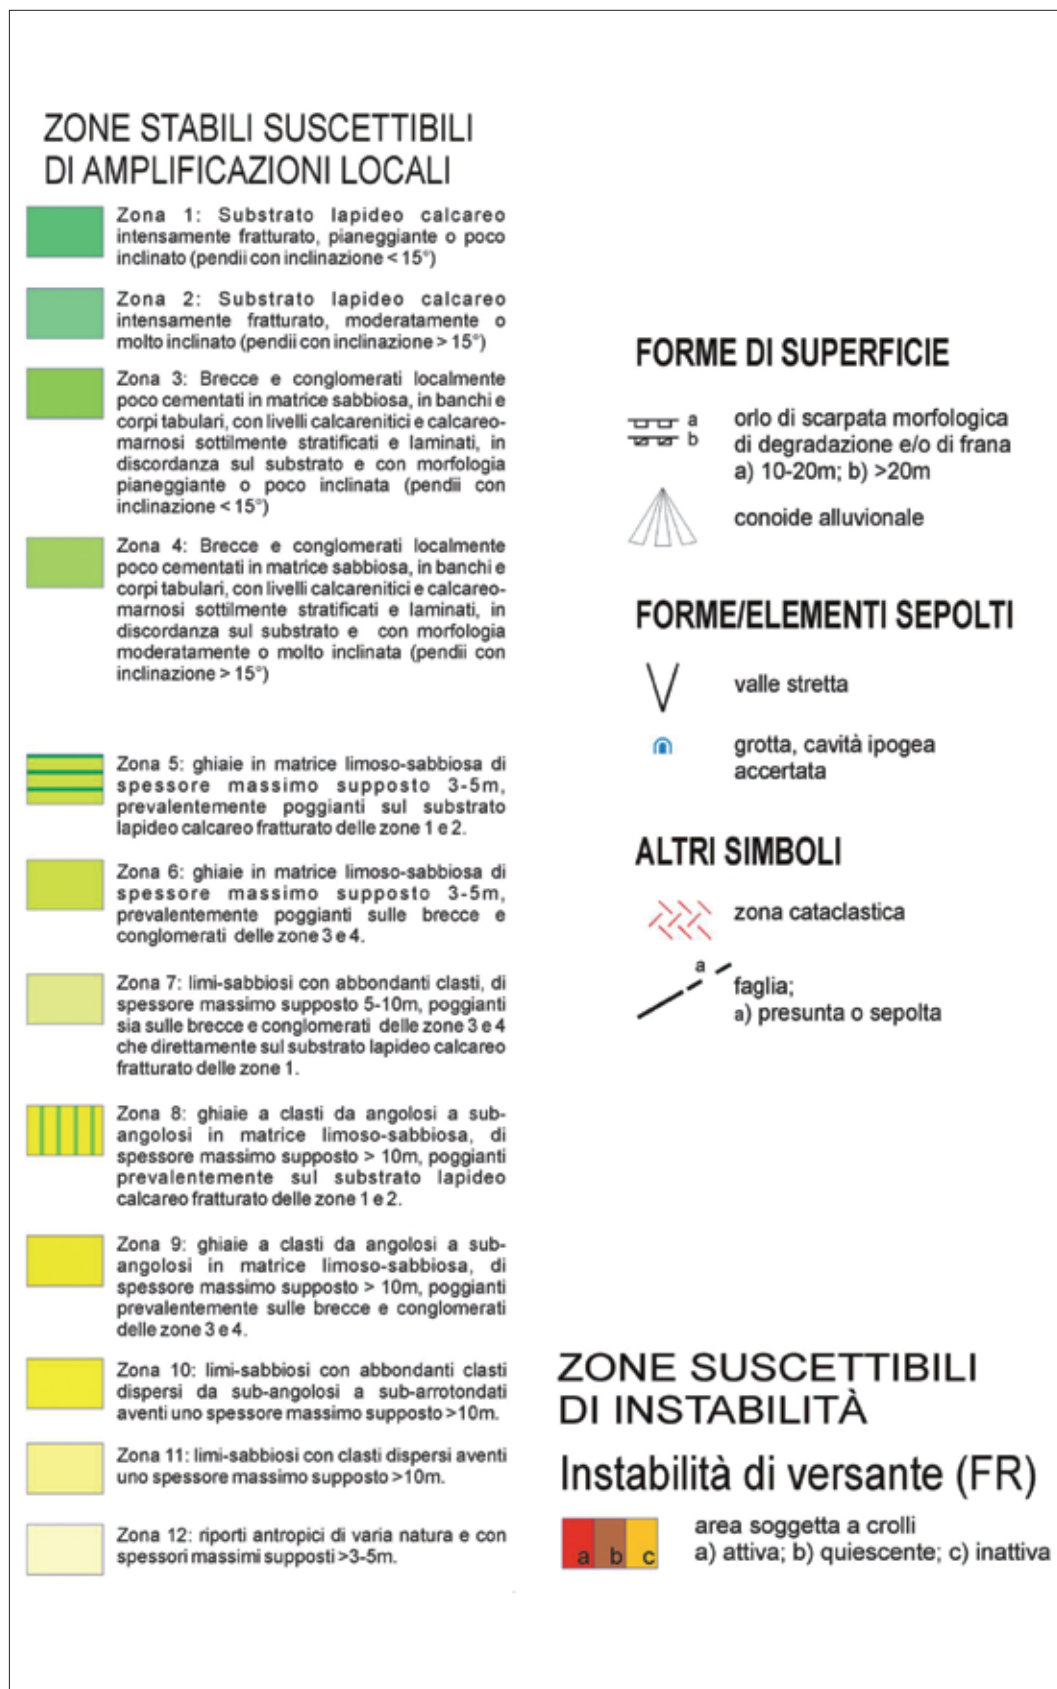 ZONE STABILI SUSCETTIBILI
DI AMPLIFICAZIONI LOCALI
Zona 1: Substrato lapideo calcareo
intensamente fratturato, pianeggiante o poco
inclinato (pendii con inclinazione < 15°)
Zona 2: Substrato lapideo calcareo
intensamente fratturato, moderatamente o
molto inclinato (pendii con inclinazione > 15°)
Zona 3: Brecce e conglomerati localmente
poco cementati in matrice sabbiosa, in banchi e
corpi tabulari, con livelli calcarenitici e calcareo-
marnosi sottilmente stratificati e laminati, in
discordanza sul substrato e con morfologia
pianeggiante o poco inclinata (pendii con
inclinazione < 15°)
Zona 4: Brecce e conglomerati localmente
poco cementati in matrice sabbiosa, in banchi e
corpi tabulari, con livelli calcarenitici e calcareo-
marnosi sottilmente stratificati e laminati, in
discordanza sul substrato e con morfologia
moderatamente o molto inclinata (pendii con
inclinazione > 15°)
Zona 5: ghiaie in matrice limoso-sabbiosa di
spessore massimo supposto 3-5m,
prevalentemente poggianti sul substrato
lapideo calcareo fratturato delle zone 1 e 2.
Zona 6: ghiaie in matrice limoso-sabbiosa di
spessore massimo supposto 3-5m,
prevalentemente poggianti sulle brecce e
conglomerati delle zone 3 e 4.
Zona 7: limi-sabbiosi con abbondanti clasti, di
spessore massimo supposto 5-10m, poggianti
sia sulle brecce e conglomerati delle zone 3 e 4
che direttamente sul substrato lapideo calcareo
fratturato delle zone 1.
Zona 8: ghiaie a clasti da angolosi a sub-
angolosi in matrice limoso-sabbiosa, di
spessore massimo supposto > 10m, poggianti
prevalentemente sul substrato lapideo
calcareo fratturato delle zone 1 e 2.
Zona 9: ghiaie a clasti da angolosi a sub-
angolosi in matrice limoso-sabbiosa, di
spessore massimo supposto > 10m, poggianti
prevalentemente sulle brecce e conglomerati
delle zone 3 e 4.
Zona 10: limi-sabbiosi con abbondanti clasti
dispersi da sub-angolosi a sub-arrotondati
aventi uno spessore massimo supposto >10m.
Zona 11: limi-sabbiosi con clasti dispersi aventi
uno spessore massimo supposto >10m.
Zona 12: riporti antropici di varia natura e con
spessori massimi supposti >3-5m.
FORME DI SUPERFICIE
a
b
orlo di scarpata morfologica
di degradazione e/o di frana
a) 10-20m; b) >20m
conoide alluvionale
FORME/ELEMENTI SEPOLTI
valle stretta
grotta, cavità ipogea
accertata
ALTRI SIMBOLI
zona cataclastica
a
faglia;
a) presunta o sepolta
ZONE SUSCETTIBILI
DI INSTABILITÀ
Instabilità di versante (FR)
a b c
area soggetta a crolli
a) attiva; b) quiescente; c) inattiva